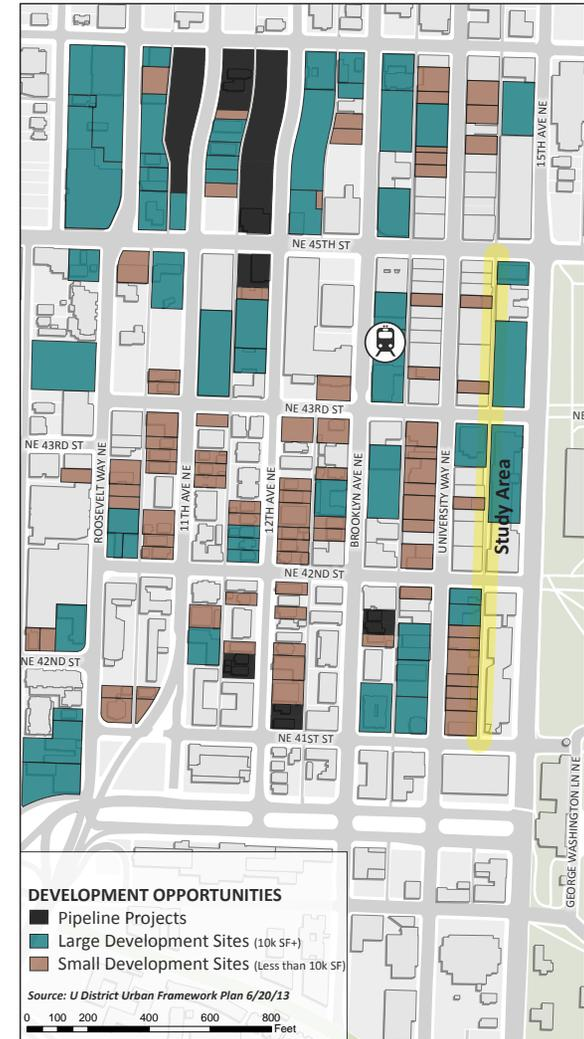 15TH AVE NE
NE 45TH ST
NE 43RD ST
NE
NE 43RD ST
ROOSEVELT WAY NE
11TH AVE NE
12TH AVE NE
BROOKLYN AVE NE
UNIVERSITY WAY NE
Study Area
NE 42ND ST
NE 42ND ST
NE 41ST ST
GEORGE WASHINGTON LN NE
DEVELOPMENT OPPORTUNITIES
Pipeline Projects
Large Development Sites (10k SF+)
Small Development Sites (Less than 10k SF)
Source: U District Urban Framework Plan 6/20/13
0 100 200 400 600 800
Feet